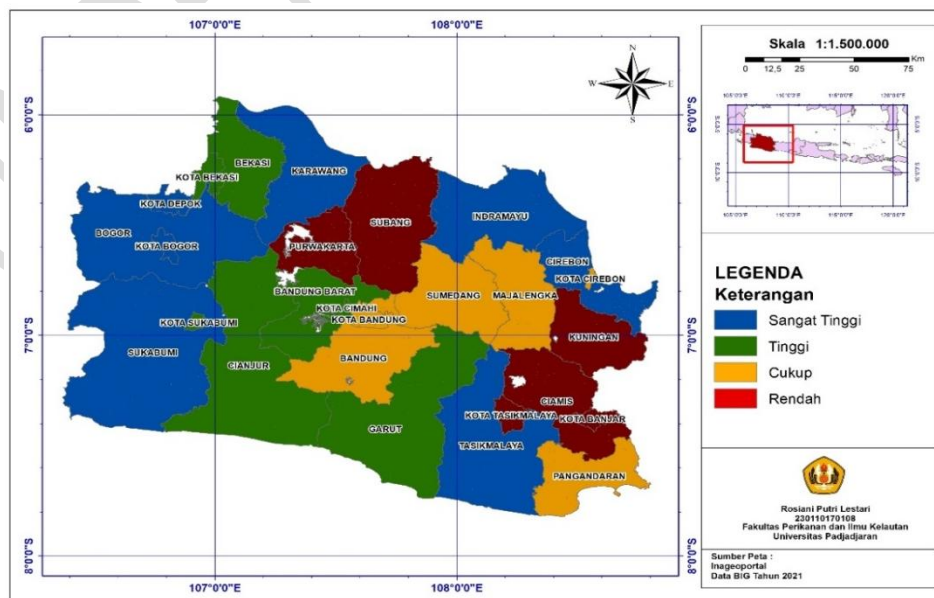 107°0'0"E
108°0'0"E
6°0'0"S
7°0'0"S
8°0'0"S
N
W
E
S
BEKASI
KOTA BEKASI
KARAWANG
KOTA DEPOK
BOGOR
KOTA BOGOR
SUBANG
PURWAKARTA
INDRAMAYU
CIREBON
KOTA CIREBON
BANDUNG BARAT
KOTA CIMAHI
KOTA BANDUNG
SUMEDANG
MAJALENGKA
KOTA SUKABUMI
SUKABUMI
CIANJUR
BANDUNG
KUNINGAN
CIAMIS
KOTA TASIKMALAYA
KOTA BANJAR
GARUT
TASIKMALAYA
PANGANDARAN
6°0'0"S
7°0'0"S
8°0'0"S
107°0'0"E
108°0'0"E
Skala 1:1.500.000
Km
0 12,5 25 50 75
LEGENDA
Keterangan
Sangat Tinggi
Tinggi
Cukup
Rendah
Rosiani Putri Lestari
230110170108
Fakultas Perikanan dan Ilmu Kelautan
Universitas Padjadjaran
Sumber Peta :
Inageoportal
Data BIG Tahun 2021